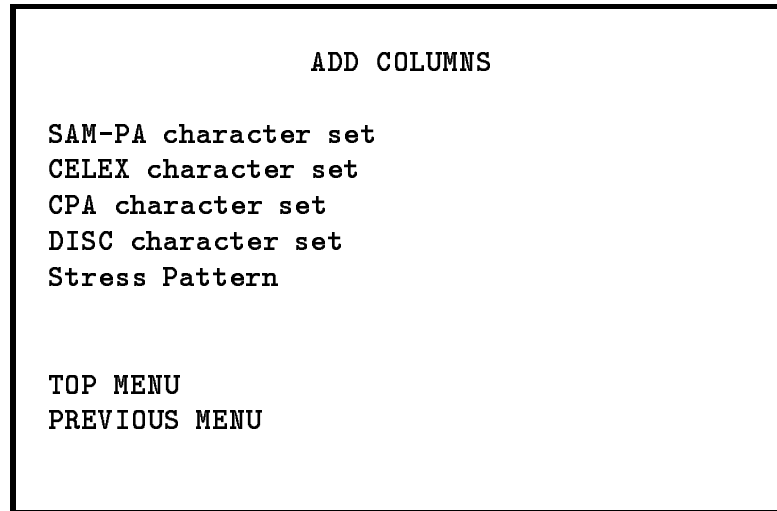 ADD COLUMNS
SAM-PA character set
CELEX character set
CPA character set
DISC character set
Stress Pattern
TOP MENU
PREVIOUS MENU